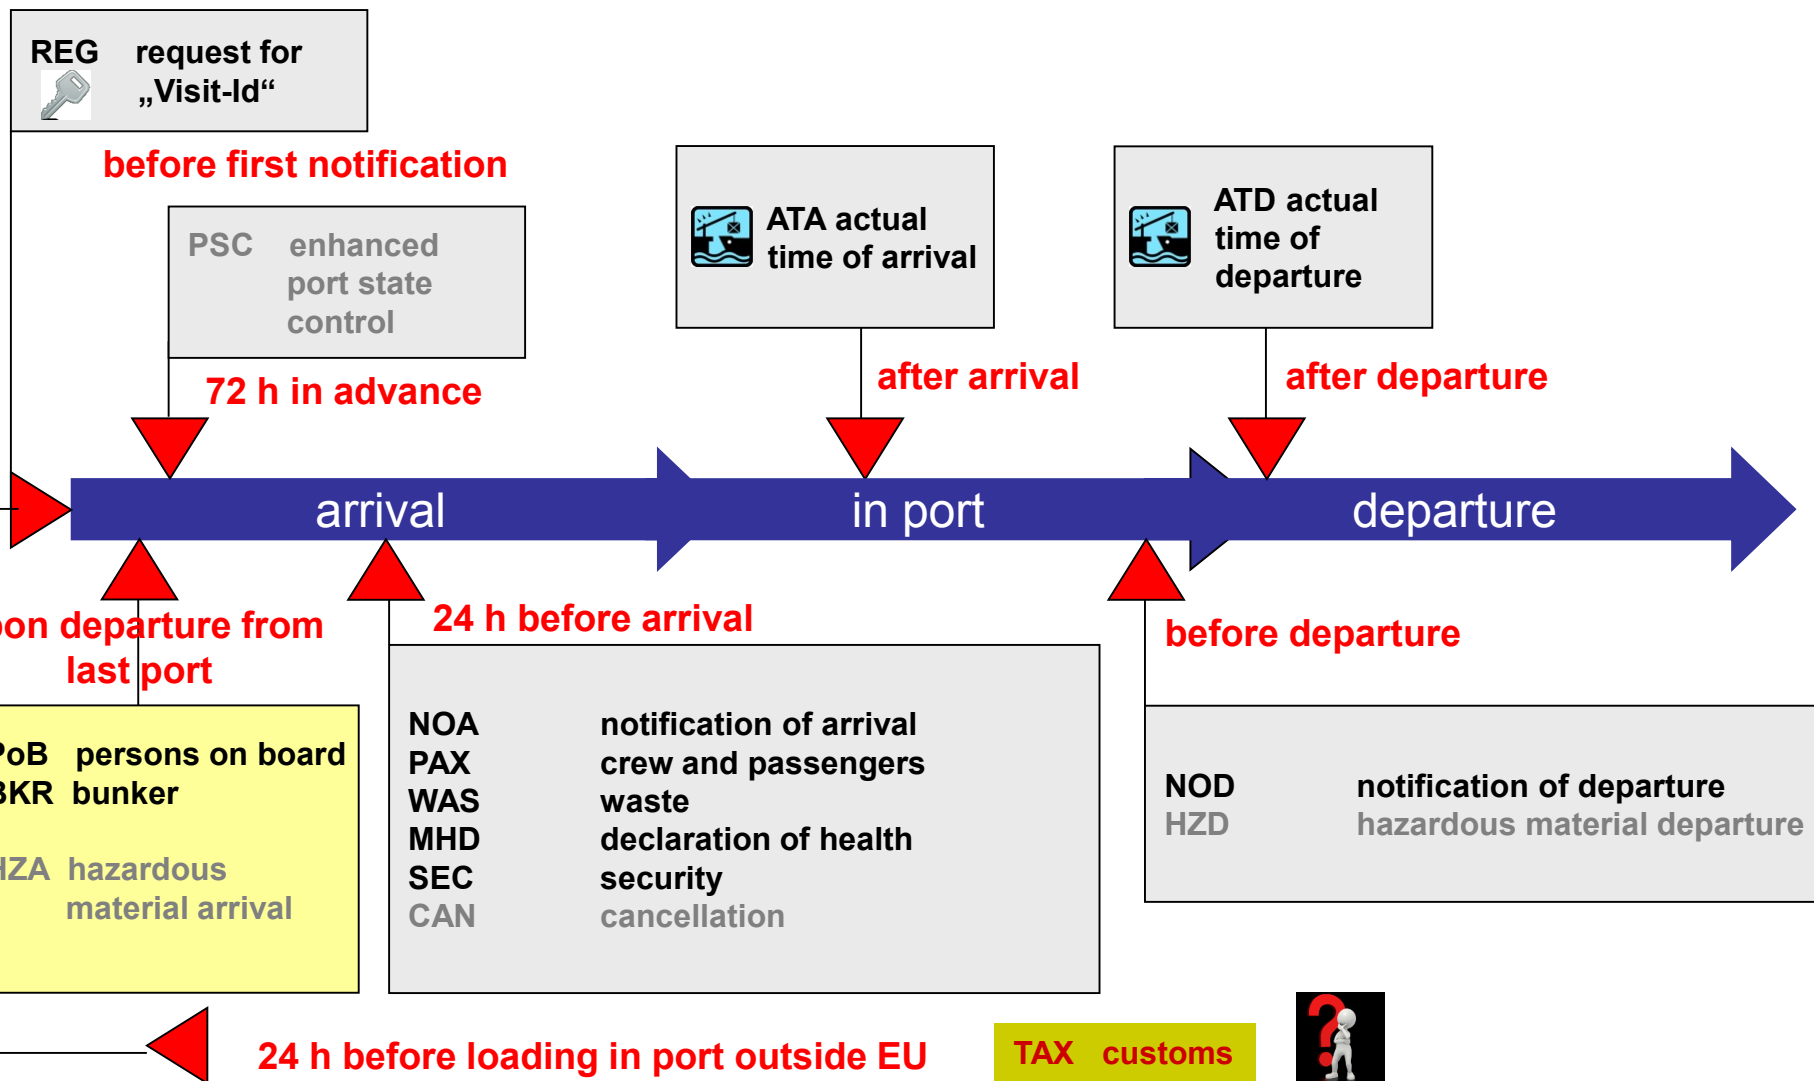 REG request for
„Visit-Id“
before first notification
PSC enhanced
port state
control
72 h in advance
ATA actual
time of arrival
after arrival
ATD actual
time of
departure
after departure
arrival
in port
departure
departure from
last port
24 h before arrival
before departure
persons on board
bunker
hazardous
material arrival
NOA notification of arrival
PAX crew and passengers
WAS waste
MHD declaration of health
SEC security
CAN cancellation
NOD notification of departure
HZD hazardous material departure
24 h before loading in port outside EU
TAX customs